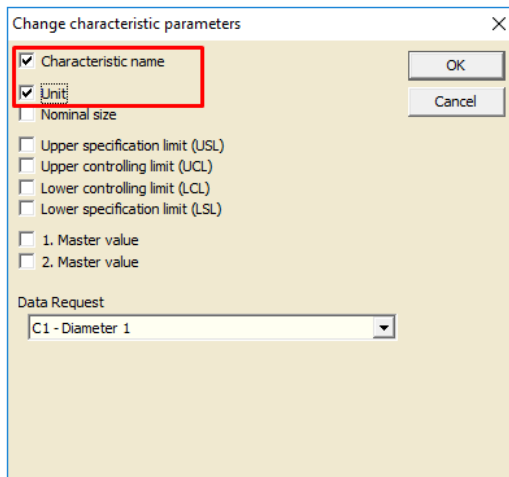 Change characteristic parameters
Characteristic name
OK
Unit
Cancel
Nominal size
Upper specification limit (USL)
Upper controlling limit (UCL)
Lower controlling limit (LCL)
Lower specification limit (LSL)
1. Master value
2. Master value
Data Request
C1 - Diameter 1